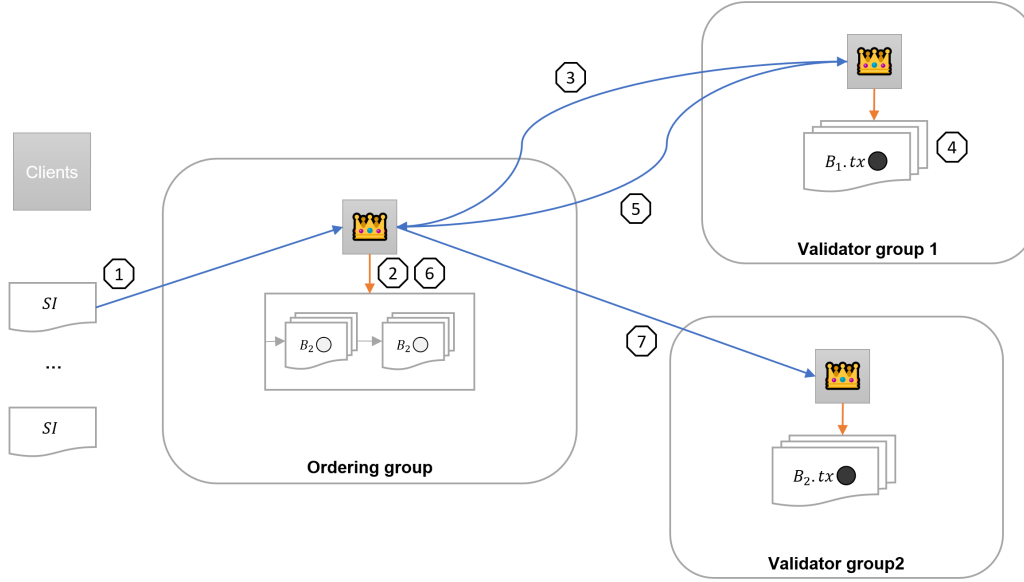 3
4
B₁.tx
Clients
5
Validator group 1
1
2
6
SI
B₂
B₂
7
...
SI
Ordering group
B₂.tx
Validator group2